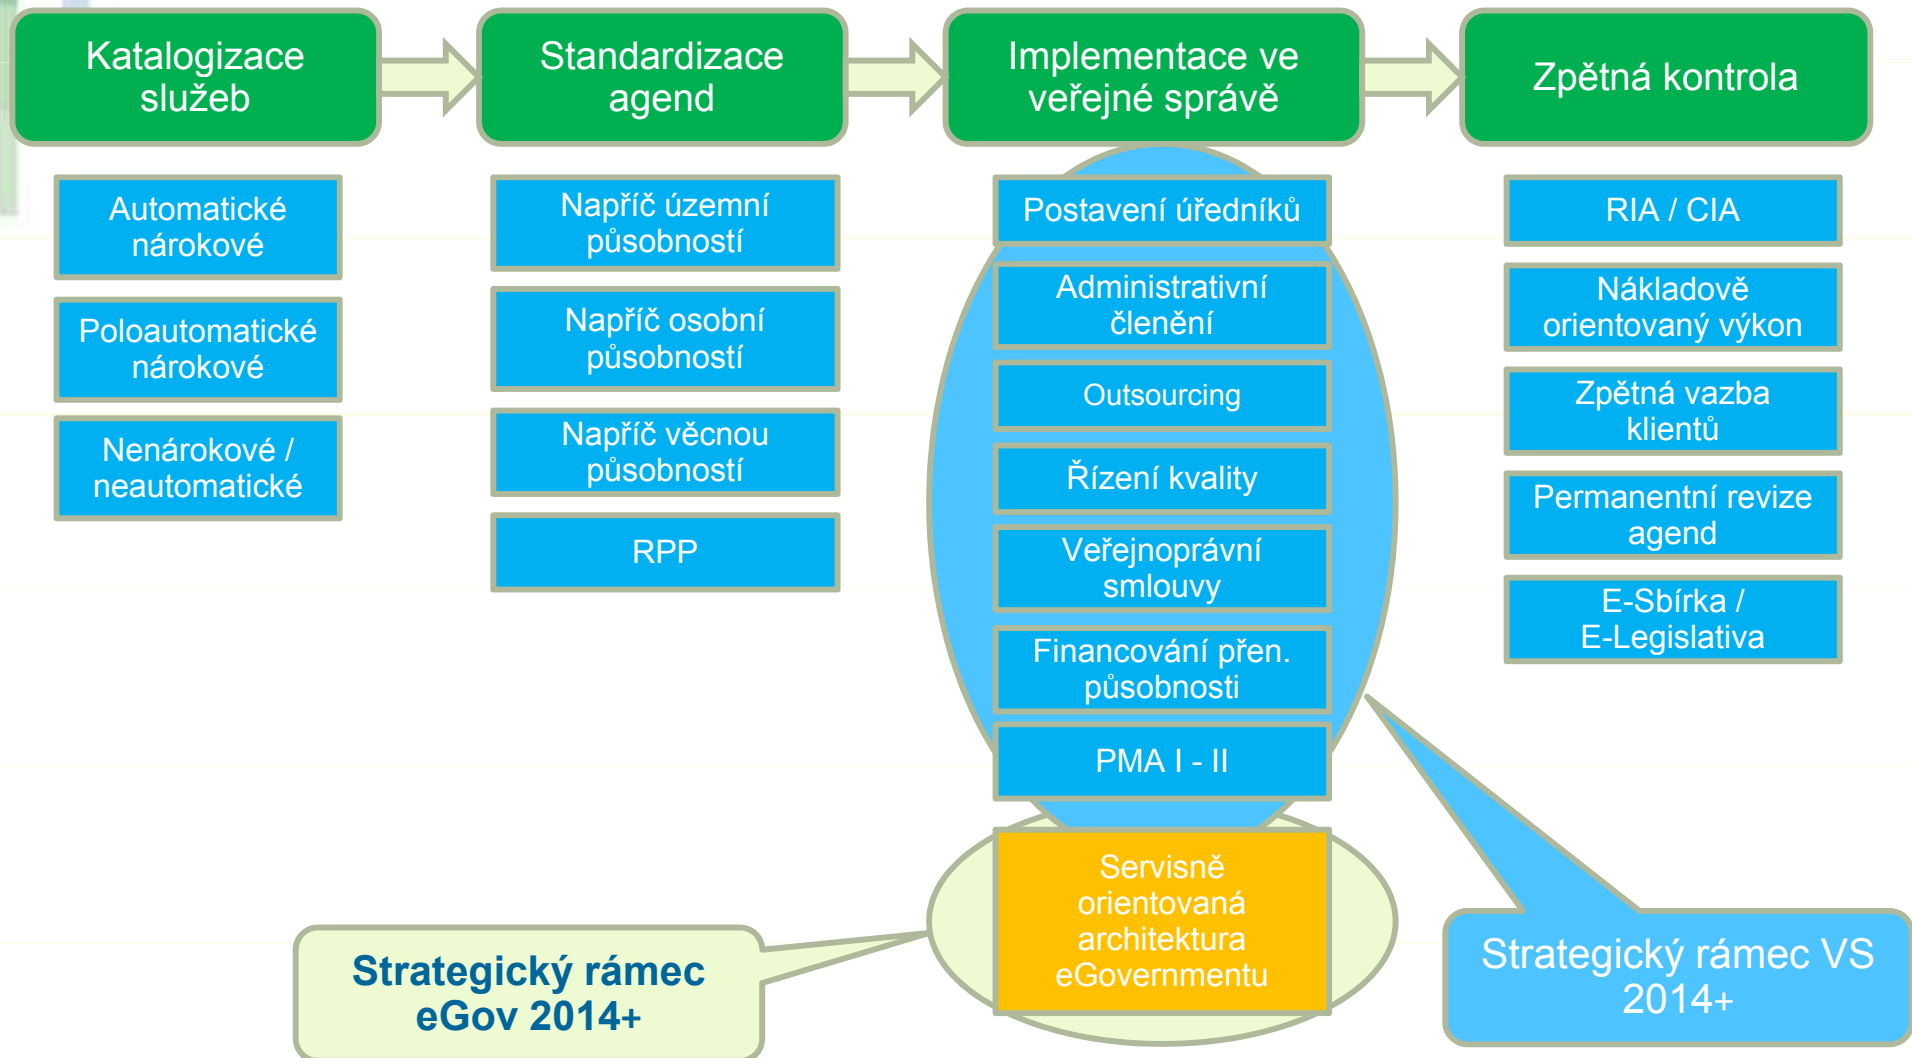 Katalogizace
služeb
Standardizace
agend
Implementace ve
veřejné správě
Zpětná kontrola
Automatické
nárokové
Poloautomatické
nárokové
Nenárokové /
neautomatické
Napříč územní
působností
Napříč osobní
působností
Napříč věcnou
působností
RPP
Postavení úředníků
Administrativní
členění
Outsourcing
Řízení kvality
Veřejnoprávní
smlouvy
Financování přen.
působnosti
PMA I - II
Servisně
orientovaná
architektura
eGovernmentu
RIA / CIA
Nákladově
orientovaný výkon
Zpětná vazba
klientů
Permanentní revize
agend
E-Sbírka /
E-Legislativa
Strategický rámec
eGov 2014+
Strategický rámec VS
2014+